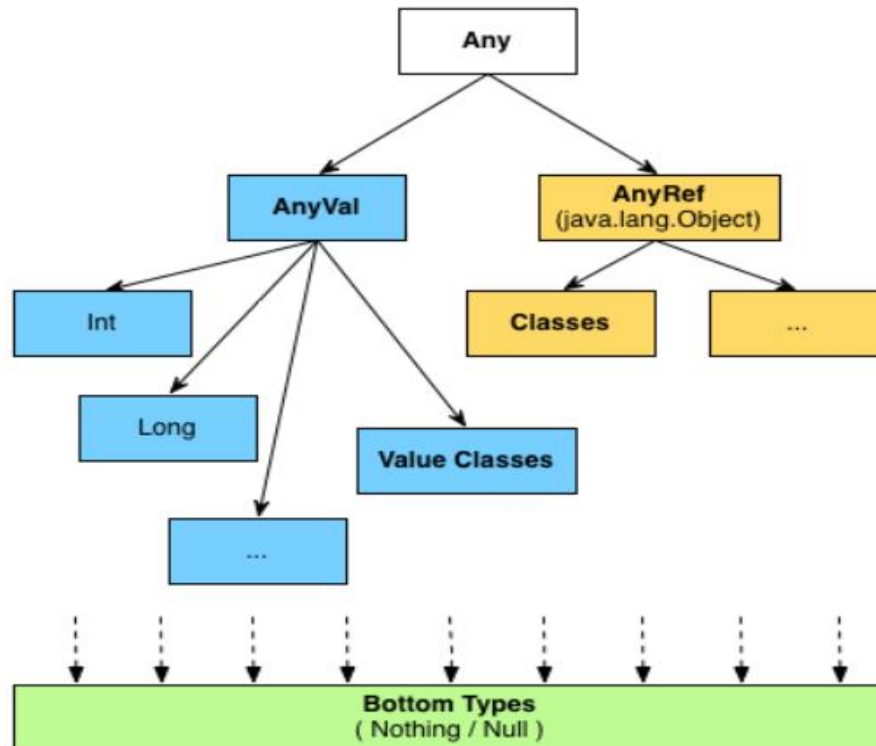 Any
AnyVal
AnyRef
(java.lang.Object)
Int
Classes
...
Long
Value Classes
...
Bottom Types
( Nothing / Null )